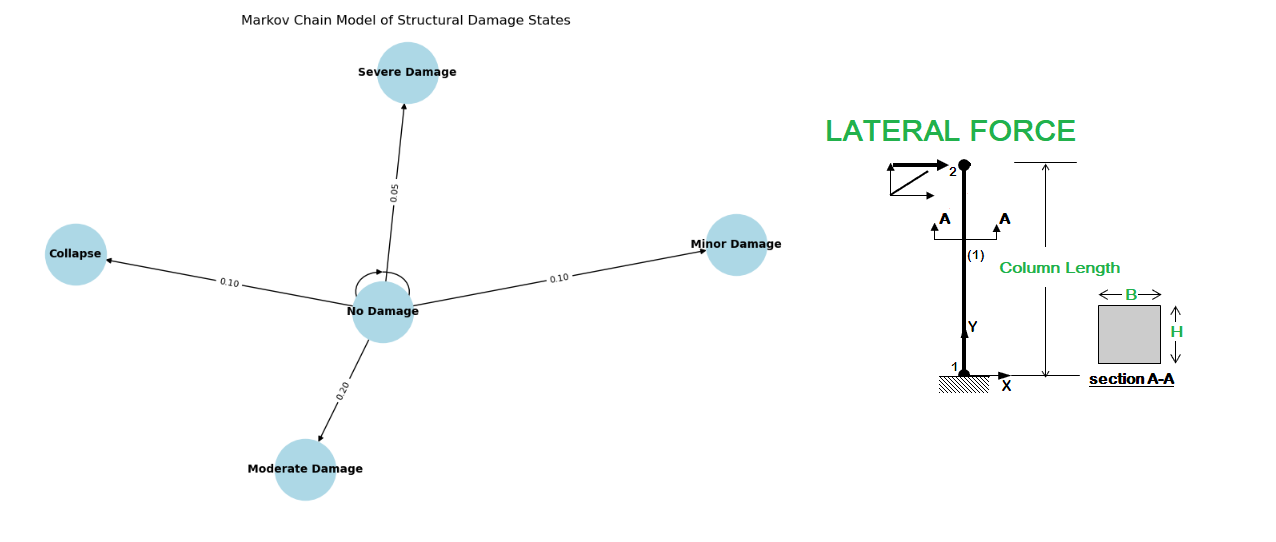 Markov Chain Model of Structural Damage States
Severe Damage
0.05
Collapse
0.10
No Damage
0.10
Minor Damage
0.20
Moderate Damage
LATERAL FORCE
2
A
A
(1)
Column Length
B
H
Y
1
X
section A-A